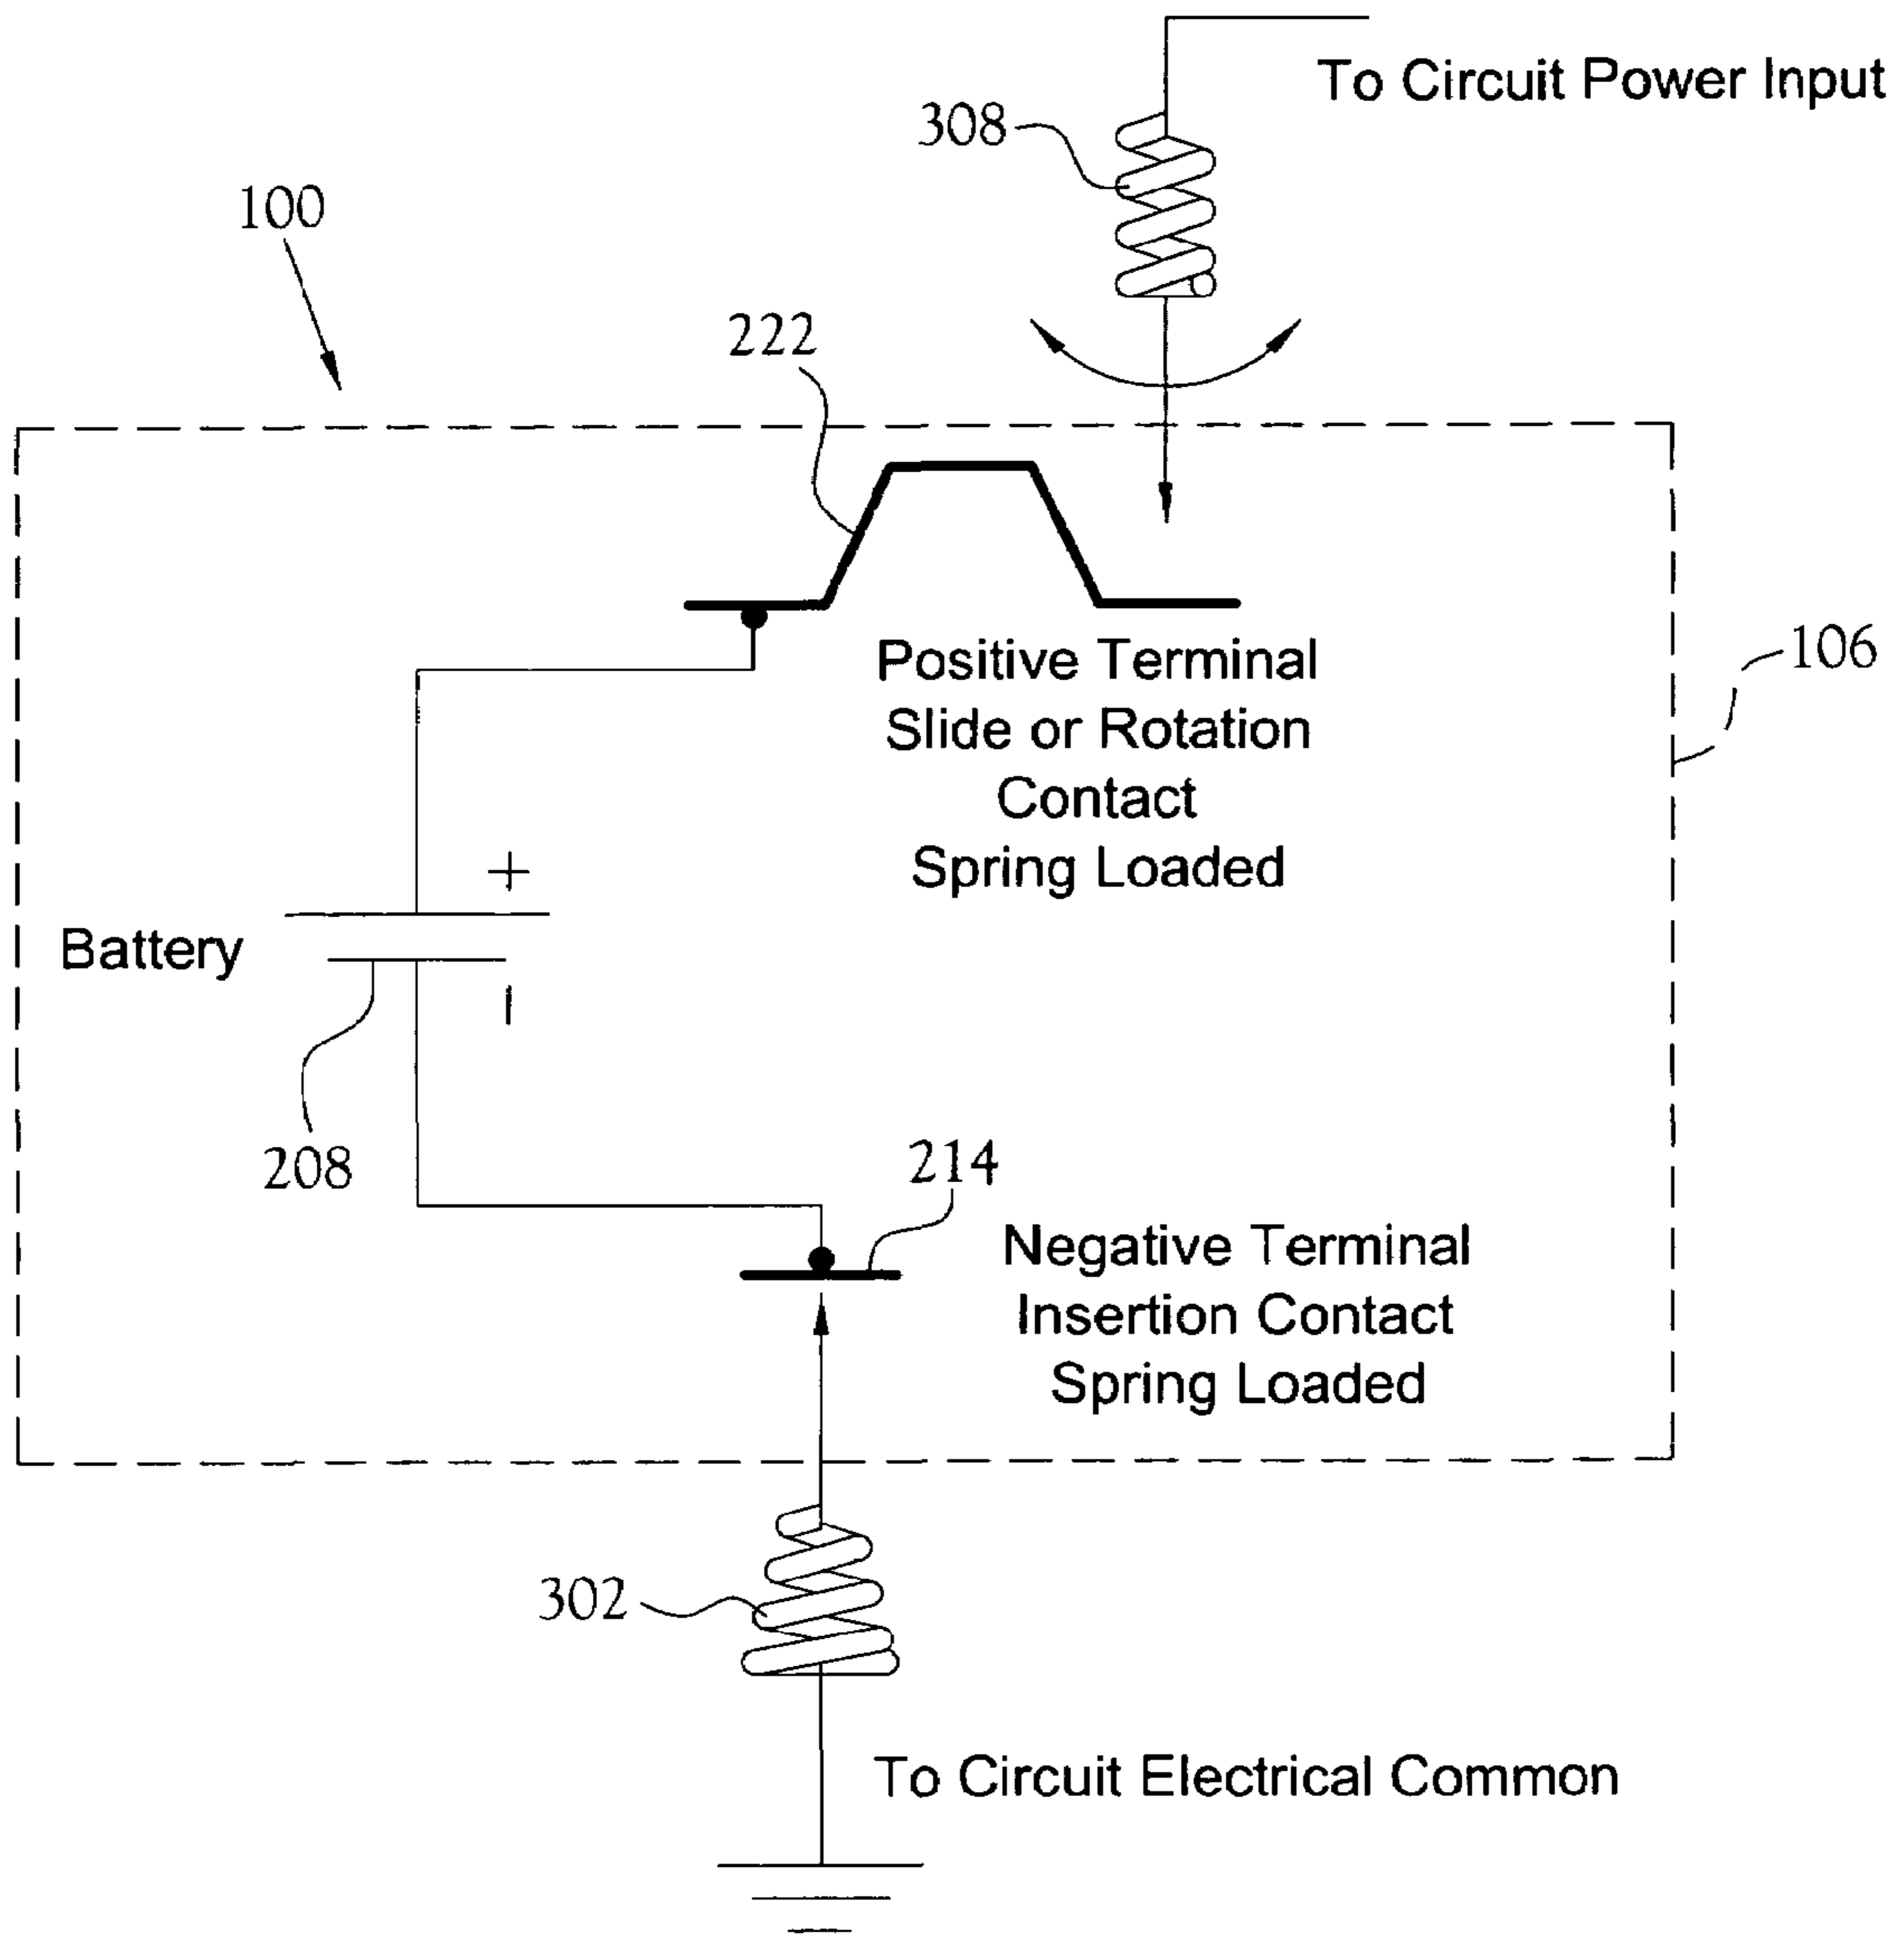 To Circuit Power Input
308
100
222
106
Positive Terminal
Slide or Rotation
Contact
Spring Loaded
+
Battery
–
208
214
Negative Terminal
Insertion Contact
Spring Loaded
302
To Circuit Electrical Common